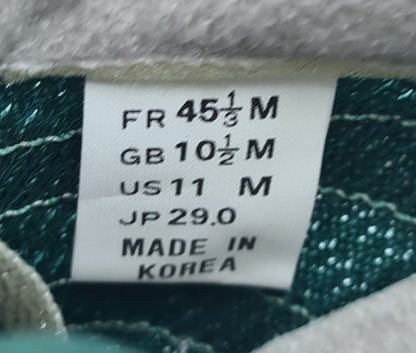 FR 45⅓ M
GB 10½ M
US 11 M
JP 29.0
MADE IN
KOREA